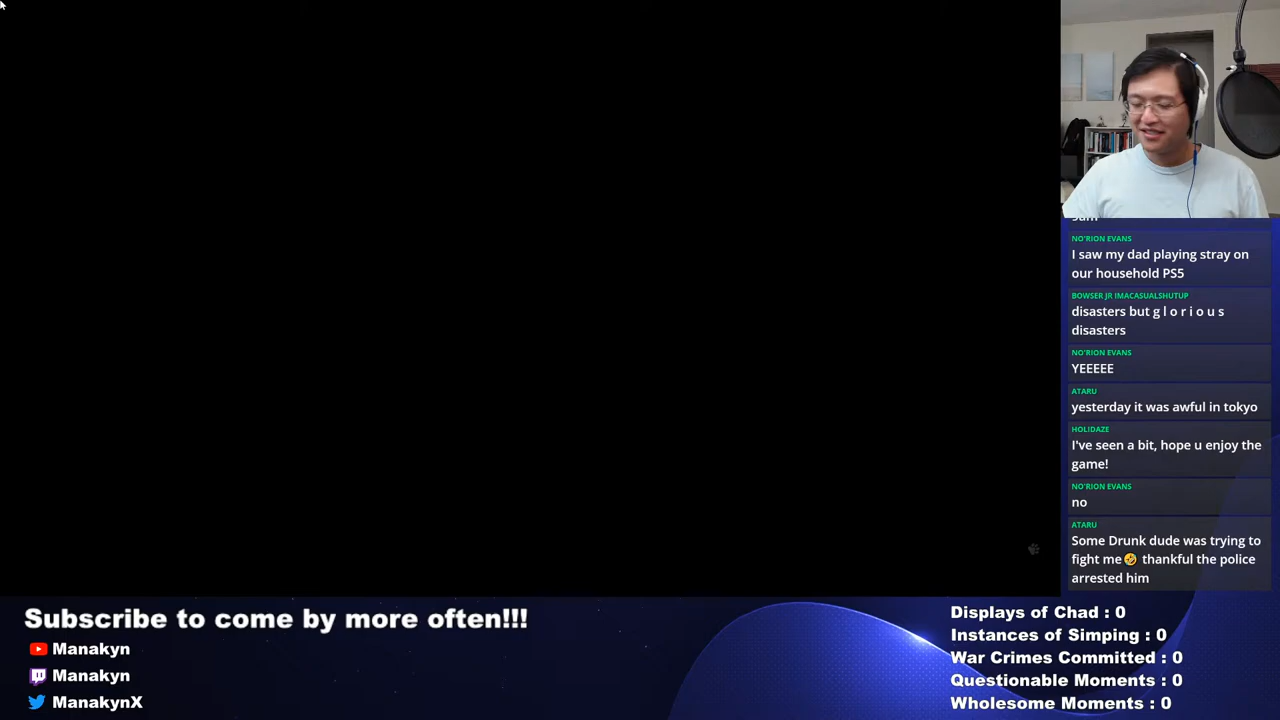 NO'RION EVANS
I saw my dad playing stray on
our household PS5
BOWSER JR IMACASUALSHUTUP
disasters but g l o r i o u s
disasters
NO'RION EVANS
YEEEEE
ATARU
yesterday it was awful in tokyo
HOLIDAZE
I've seen a bit, hope u enjoy the
game!
NO'RION EVANS
no
ATARU
Some Drunk dude was trying to
fight me🤣 thankful the police
arrested him
Subscribe to come by more often!!!
Manakyn
Manakyn
ManakynX
Displays of Chad : 0
Instances of Simping : 0
War Crimes Committed : 0
Questionable Moments : 0
Wholesome Moments : 0